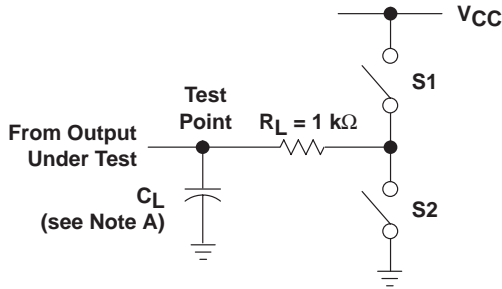 VCC
S1
Test
Point
RL = 1 kΩ
From Output
Under Test
CL
(see Note A)
S2